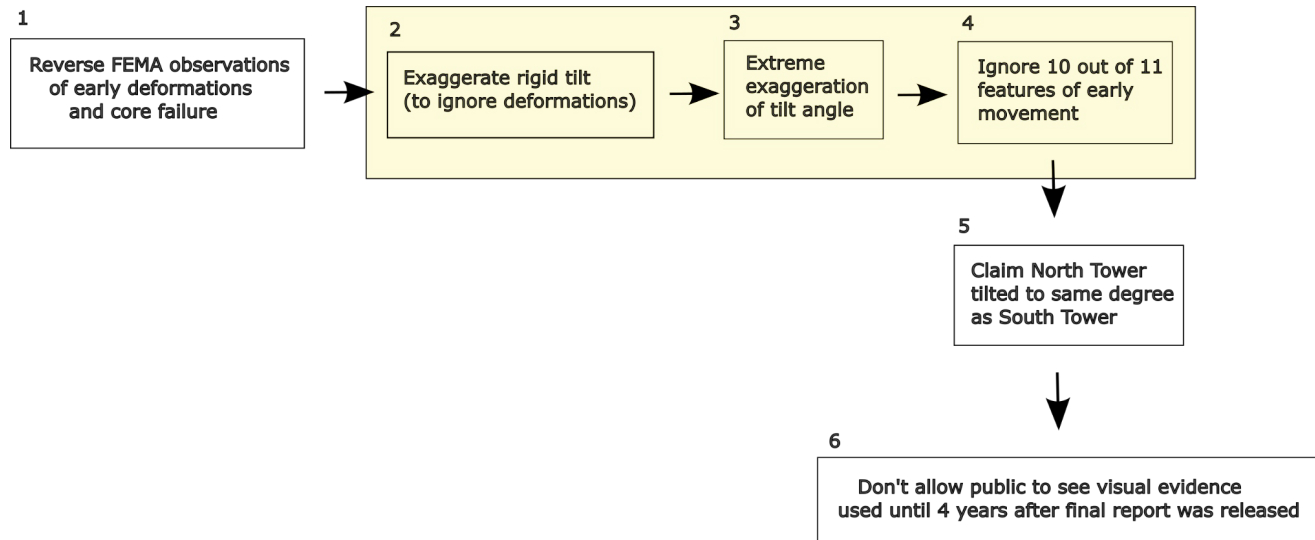 1
Reverse FEMA observations
of early deformations
and core failure
2
Exaggerate rigid tilt
(to ignore deformations)
3
Extreme
exaggeration
of tilt angle
4
Ignore 10 out of 11
features of early
movement
5
Claim North Tower
tilted to same degree
as South Tower
6
Don't allow public to see visual evidence
used until 4 years after final report was released